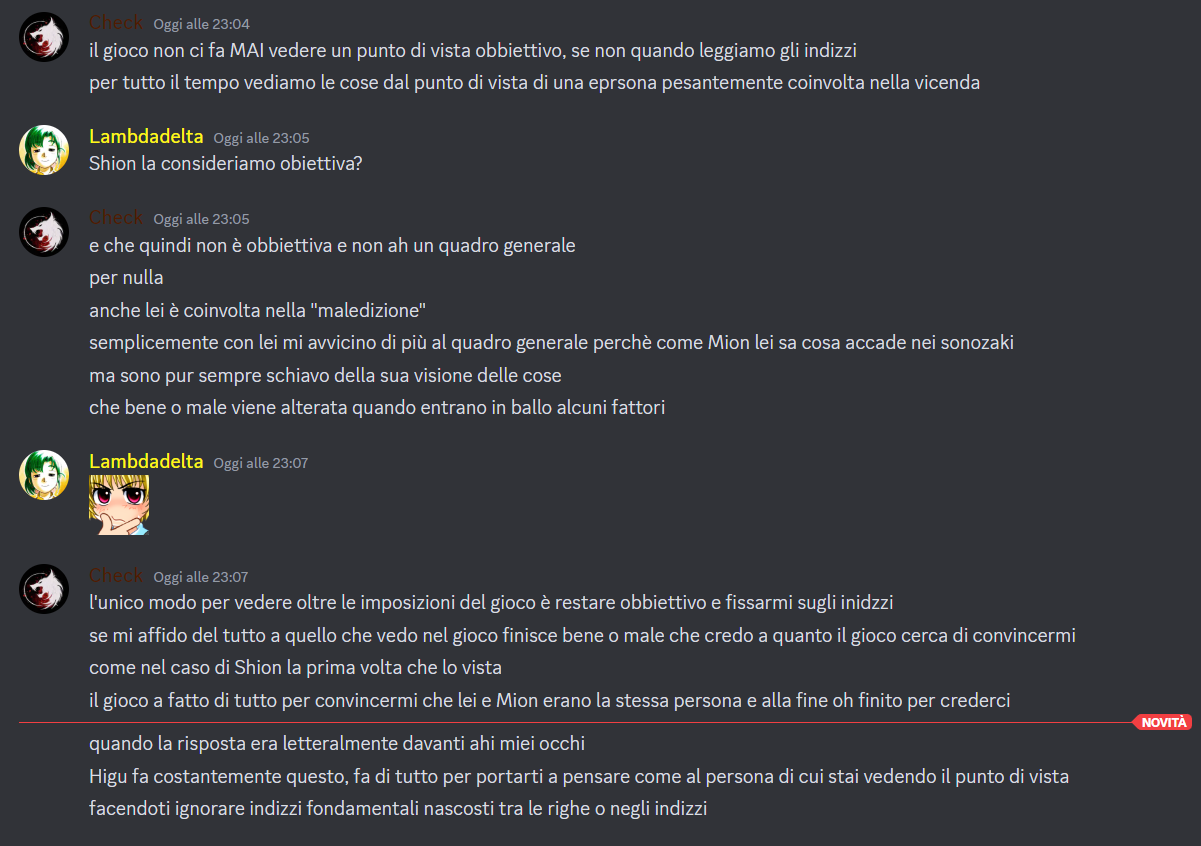 Check Oggi alle 23:04
il gioco non ci fa MAI vedere un punto di vista obbiettivo, se non quando leggiamo gli indizzi
per tutto il tempo vediamo le cose dal punto di vista di una eprsona pesantemente coinvolta nella vicenda
Lambdadelta Oggi alle 23:05
Shion la consideriamo obiettiva?
Check Oggi alle 23:05
e che quindi non è obbiettiva e non ah un quadro generale
per nulla
anche lei è coinvolta nella "maledizione"
semplicemente con lei mi avvicino di più al quadro generale perchè come Mion lei sa cosa accade nei sonozaki
ma sono pur sempre schiavo della sua visione delle cose
che bene o male viene alterata quando entrano in ballo alcuni fattori
Lambdadelta Oggi alle 23:07
Check Oggi alle 23:07
l'unico modo per vedere oltre le imposizioni del gioco è restare obbiettivo e fissarmi sugli inidzzi
se mi affido del tutto a quello che vedo nel gioco finisce bene o male che credo a quanto il gioco cerca di convincermi
come nel caso di Shion la prima volta che lo vista
il gioco a fatto di tutto per convincermi che lei e Mion erano la stessa persona e alla fine oh finito per crederci
NOVITÀ
quando la risposta era letteralmente davanti ahi miei occhi
Higu fa costantemente questo, fa di tutto per portarti a pensare come al persona di cui stai vedendo il punto di vista
facendoti ignorare indizzi fondamentali nascosti tra le righe o negli indizzi